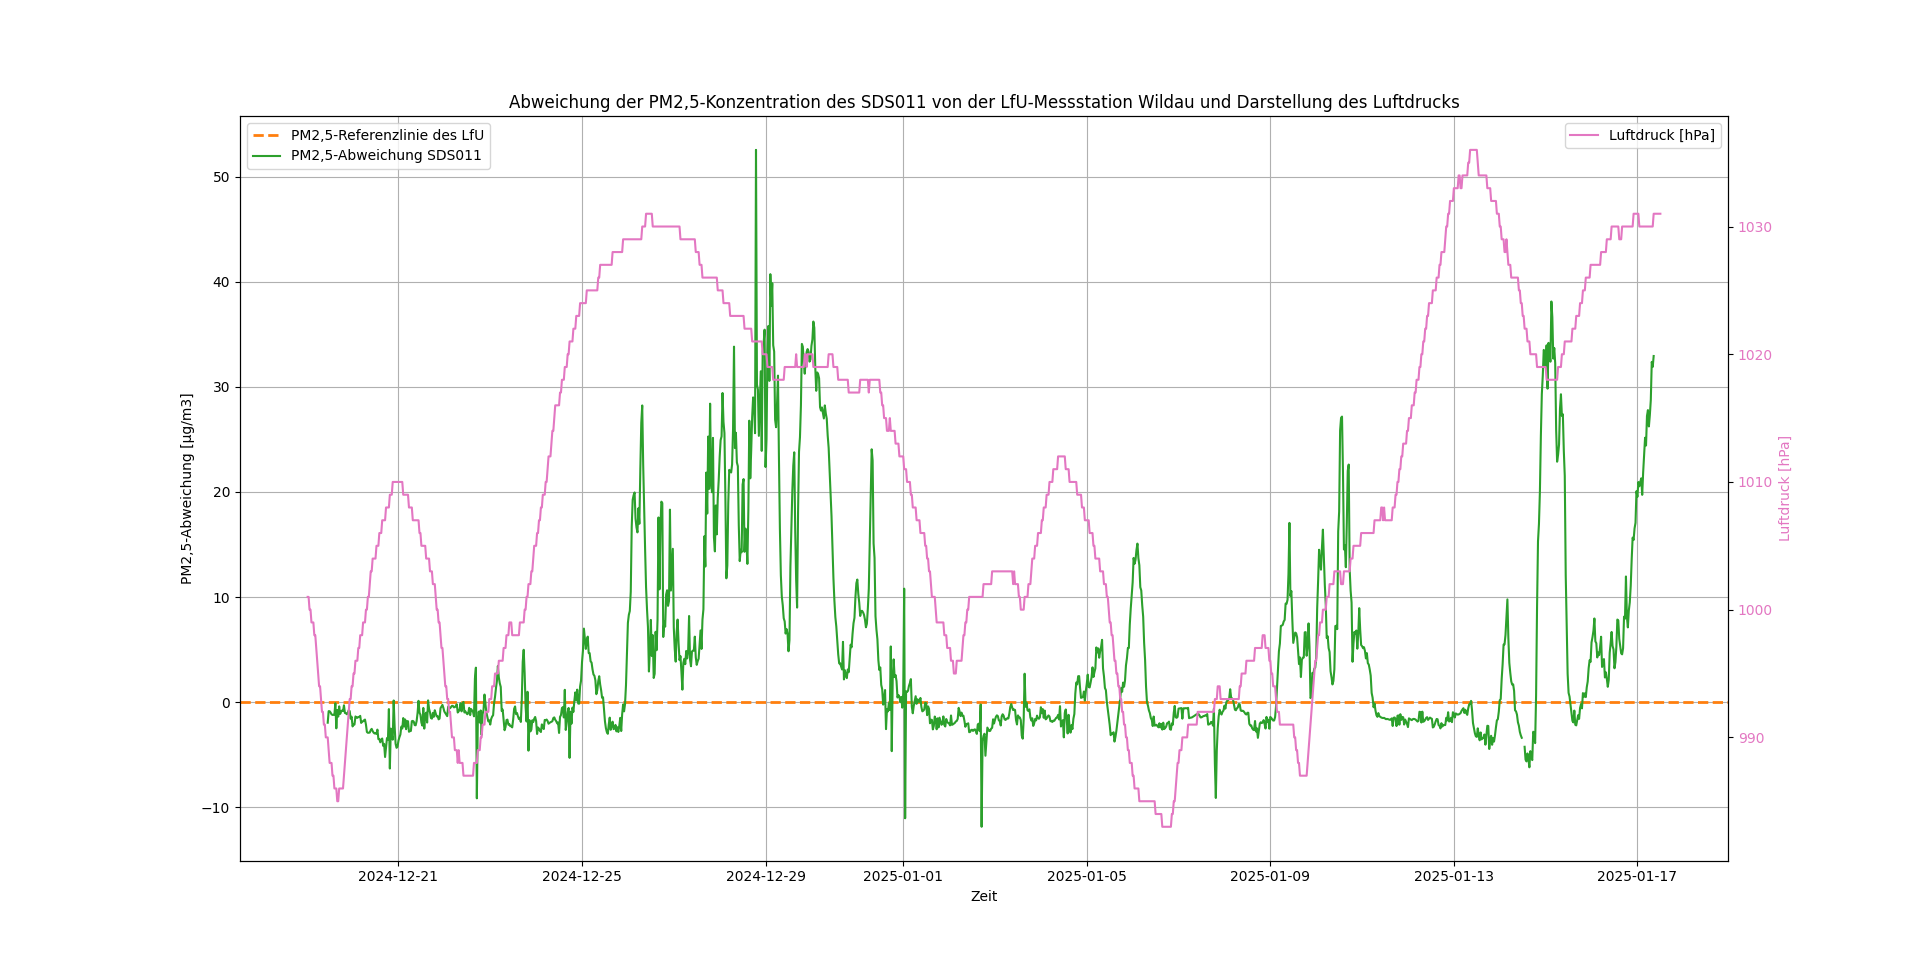 Abweichung der PM2,5-Konzentration des SDS011 von der LfU-Messstation Wildau und Darstellung des Luftdrucks
PM2,5-Referenzlinie des LfU
PM2,5-Abweichung SDS011
Luftdruck [hPa]
PM2,5-Abweichung [µg/m3]
50
40
30
20
10
0
−10
1030
1020
1010
1000
990
Luftdruck [hPa]
2024-12-21
2024-12-25
2024-12-29
2025-01-01
2025-01-05
2025-01-09
2025-01-13
2025-01-17
Zeit